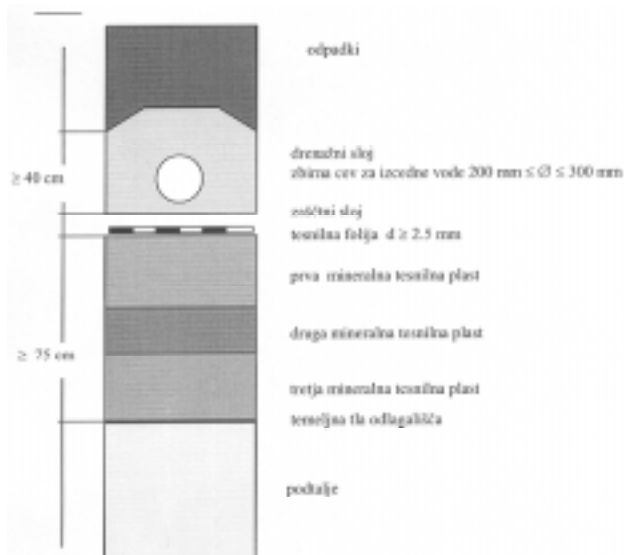 odpadki
drenažni sloj
zbirna cev za izcedne vode 200 mm ≤ Ø ≤ 300 mm
≥ 40 cm
zaščitni sloj
tesnilna folija d ≥ 2.5 mm
prva mineralna tesnilna plast
druga mineralna tesnilna plast
≥ 75 cm
tretja mineralna tesnilna plast
temeljna tla odlagališča
podtalje